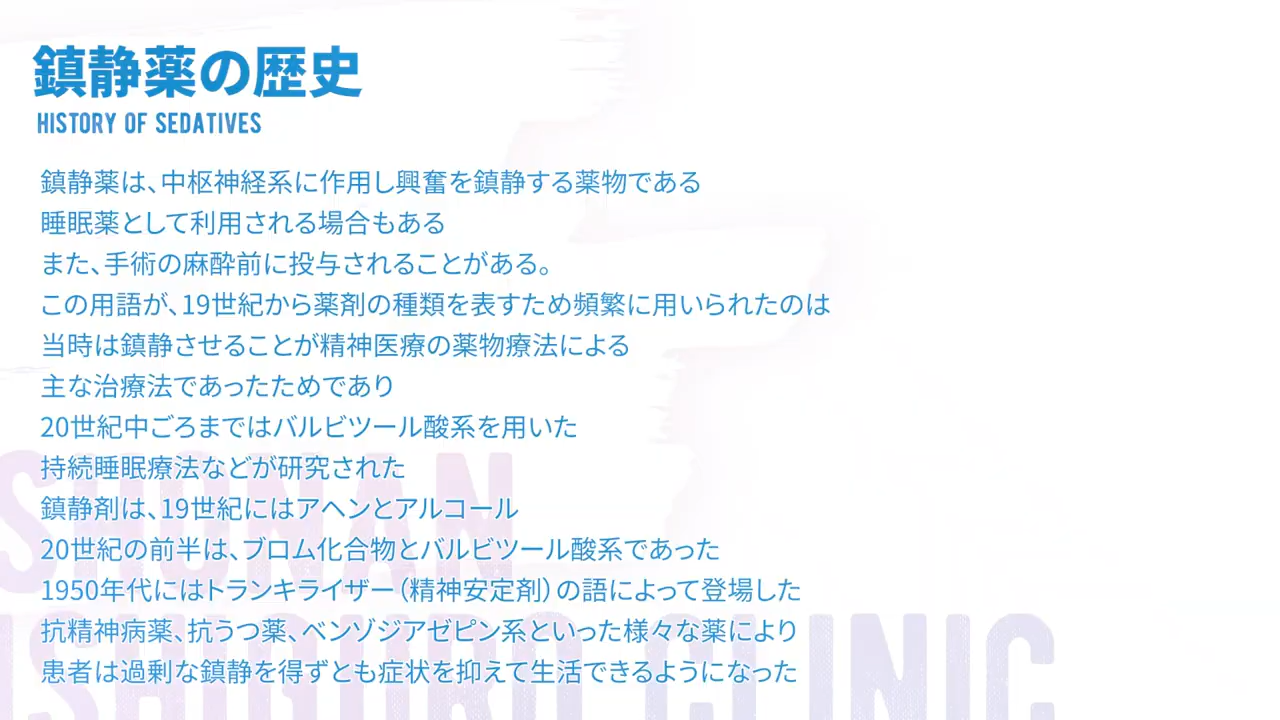 鎮静薬の歴史
HISTORY OF SEDATIVES
鎮静薬は、中枢神経系に作用し興奮を鎮静する薬物である
睡眠薬として利用される場合もある
また、手術の麻酔前に投与されることがある。
この用語が、19世紀から薬剤の種類を表すため頻繁に用いられたのは
当時は鎮静させることが精神医療の薬物療法による
主な治療法であったためであり
20世紀中ごろまではバルビツール酸系を用いた
持続睡眠療法などが研究された
鎮静剤は、19世紀にはアヘンとアルコール
20世紀の前半は、ブロム化合物とバルビツール酸系であった
1950年代にはトランキライザー（精神安定剤）の語によって登場した
抗精神病薬、抗うつ薬、ベンゾジアゼピン系といった様々な薬により
患者は過剰な鎮静を得ずとも症状を抑えて生活できるようになった
SHONAN
ISHIGURO CLINIC